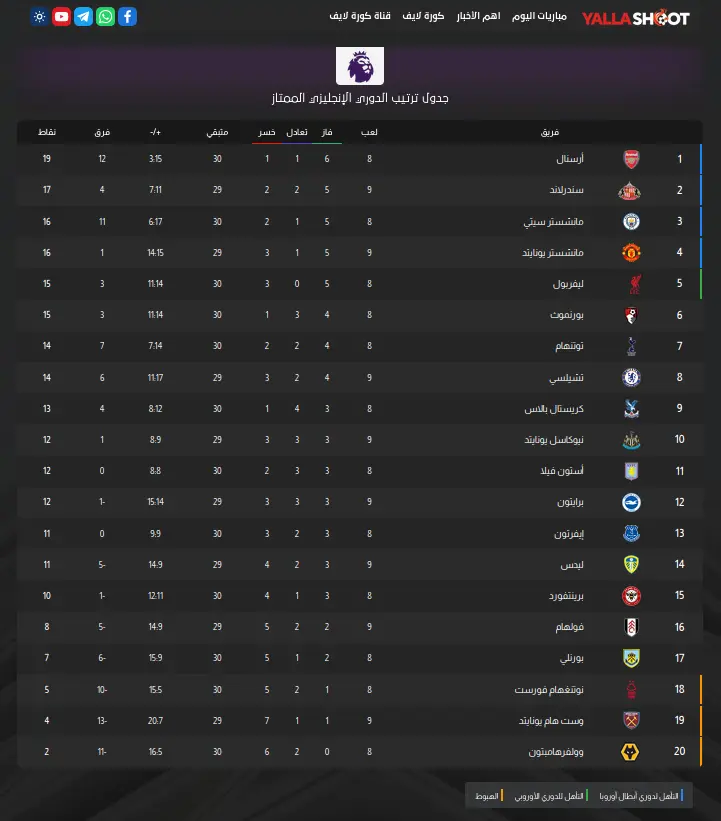 YALLA SHOOT مباريات اليوم اهم الأخبار كورة لايف قناة كورة لايف
جدول ترتيب الدوري الإنجليزي الممتاز
فريق لعب فاز تعادل خسر متبقي +/- فرق نقاط
1 أرسنال 8 6 1 1 30 3:15 12 19
2 سندرلاند 9 5 2 2 29 7:11 4 17
3 مانشستر سيتي 8 5 1 2 30 6:17 11 16
4 مانشستر يونايتد 9 5 1 3 29 14:15 1 16
5 ليفربول 8 5 0 3 30 11:14 3 15
6 بورنموث 8 4 3 1 30 11:14 3 15
7 توتنهام 8 4 2 2 30 7:14 7 14
8 تشيلسي 9 4 2 3 29 11:17 6 14
9 كريستال بالاس 8 3 4 1 30 8:12 4 13
10 نيوكاسل يونايتد 9 3 3 3 29 8:9 1 12
11 أستون فيلا 8 3 3 2 30 8:8 0 12
12 برايتون 9 3 3 3 29 15:14 -1 12
13 إيفرتون 8 3 2 3 30 9:9 0 11
14 ليدس 9 3 2 4 29 14:9 -5 11
15 برينتفورد 8 3 1 4 30 12:11 -1 10
16 فولهام 9 2 2 5 29 14:9 -5 8
17 بورنلي 8 2 1 5 30 15:9 -6 7
18 نوتنغهام فورست 8 1 2 5 30 15:5 -10 5
19 وست هام يونايتد 9 1 1 7 29 20:7 -13 4
20 وولفرهامبتون 8 0 2 6 30 16:5 -11 2
التأهل لدوري أبطال أوروبا التأهل للدوري الأوروبي الهبوط